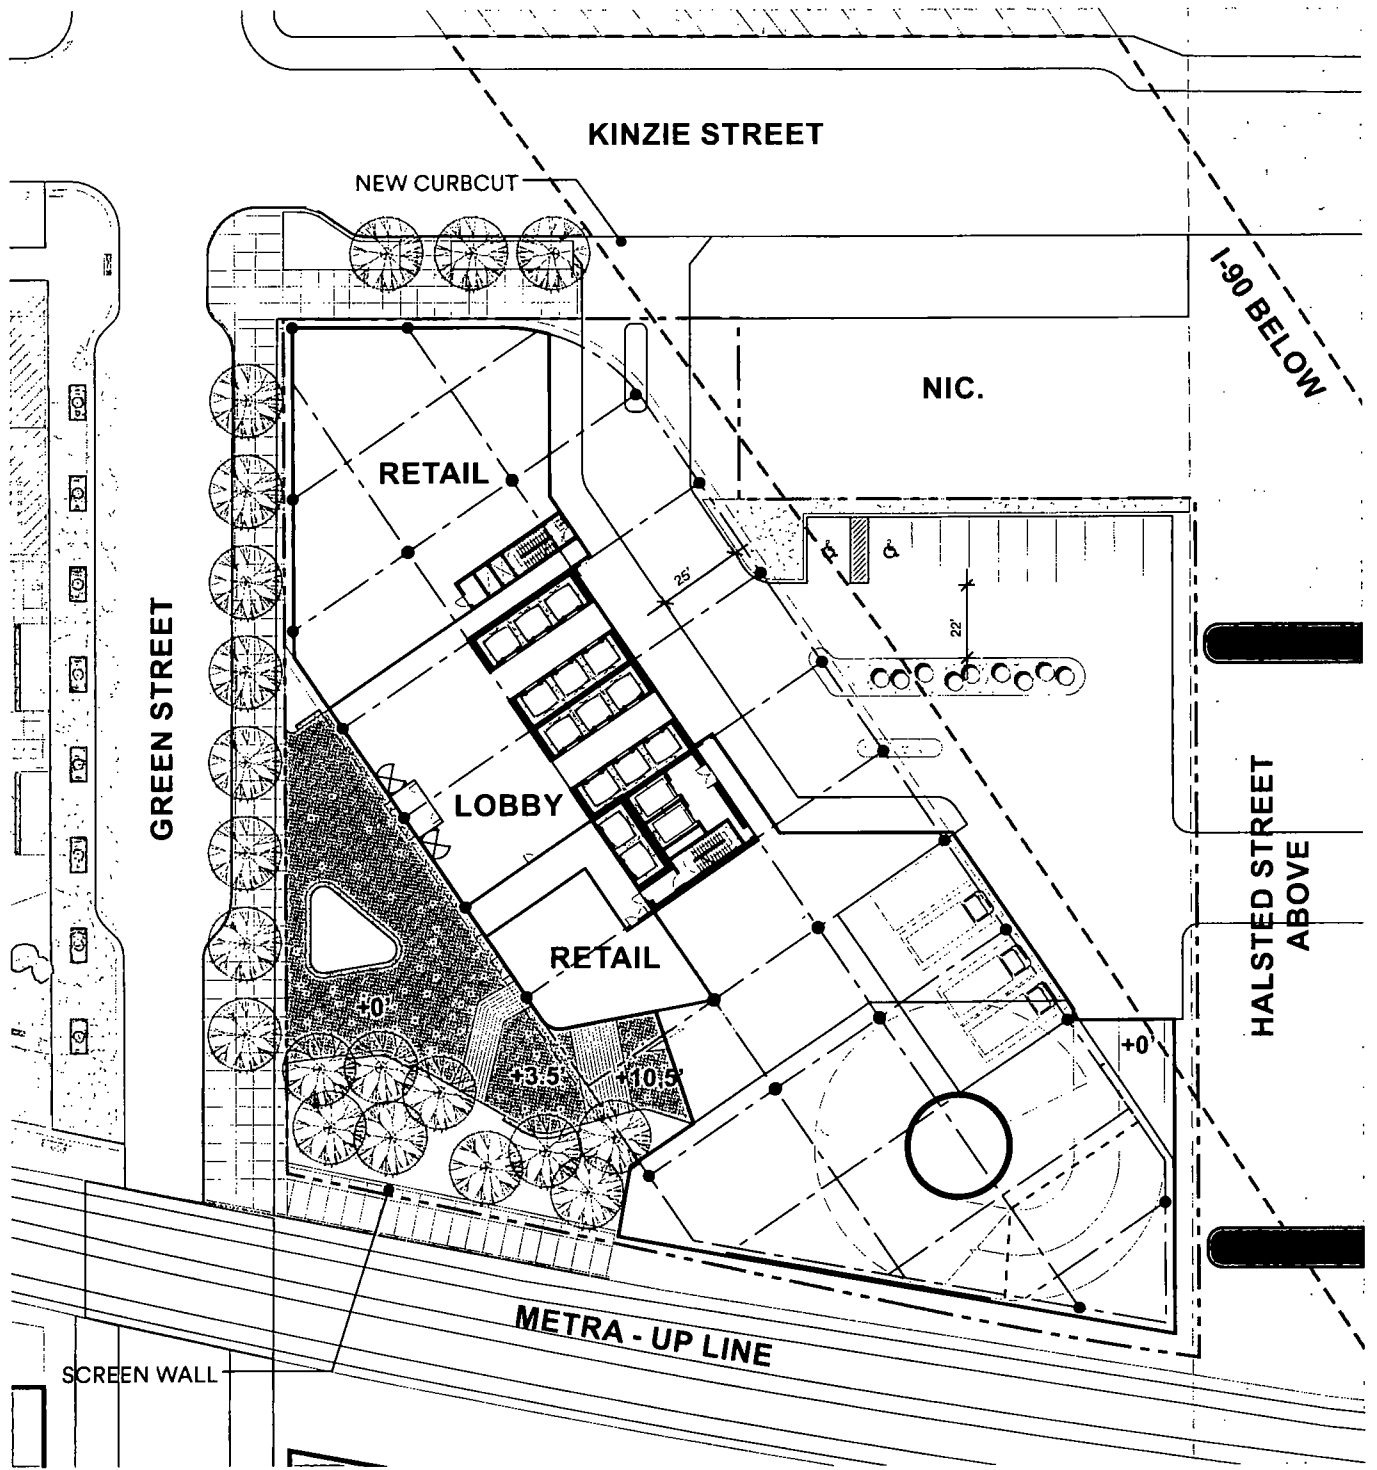 KINZIE STREET
NEW CURBCUT
I-90 BELOW
NIC.
RETAIL
25'
22'
GREEN STREET
LOBBY
HALSTED STREET
ABOVE
RETAIL
+0'
+0'
+0'
+3.5'
+10.5'
METRA - UP LINE
SCREEN WALL